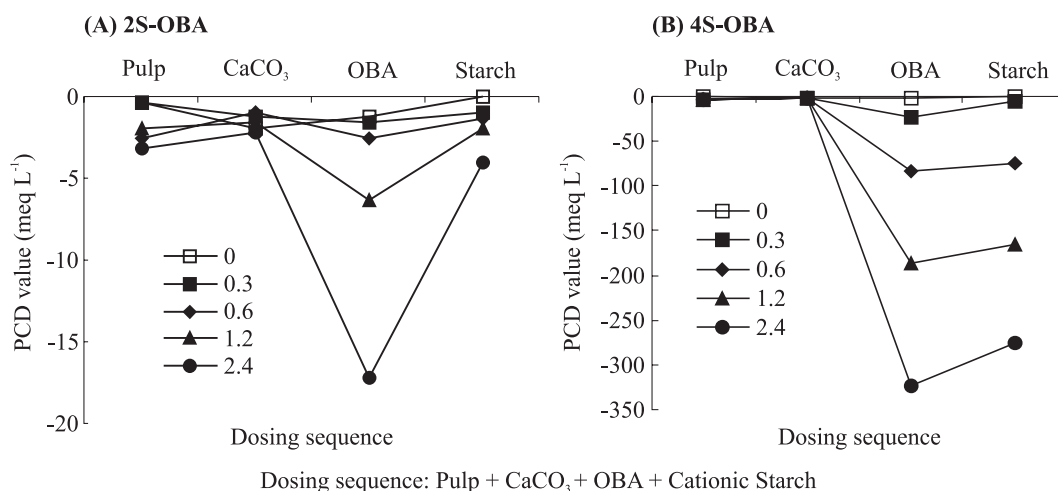 (A) 2S-OBA
Pulp CaCO₃ OBA Starch
0
-5
-10
-15
-20
PCD value (meq L⁻¹)
0
0.3
0.6
1.2
2.4
Dosing sequence
(B) 4S-OBA
Pulp CaCO₃ OBA Starch
0
-50
-100
-150
-200
-250
-300
-350
PCD value (meq L⁻¹)
0
0.3
0.6
1.2
2.4
Dosing sequence
Dosing sequence: Pulp + CaCO₃ + OBA + Cationic Starch